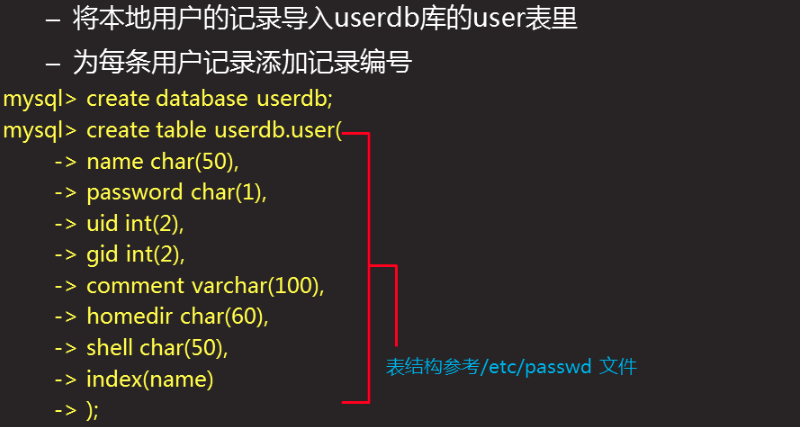 – 将本地用户的记录导入userdb库的user表里
– 为每条用户记录添加记录编号
mysql> create database userdb;
mysql> create table userdb.user(
-> name char(50),
-> password char(1),
-> uid int(2),
-> gid int(2),
-> comment varchar(100),
-> homedir char(60),
-> shell char(50),
表结构参考/etc/passwd 文件
-> index(name)
-> );